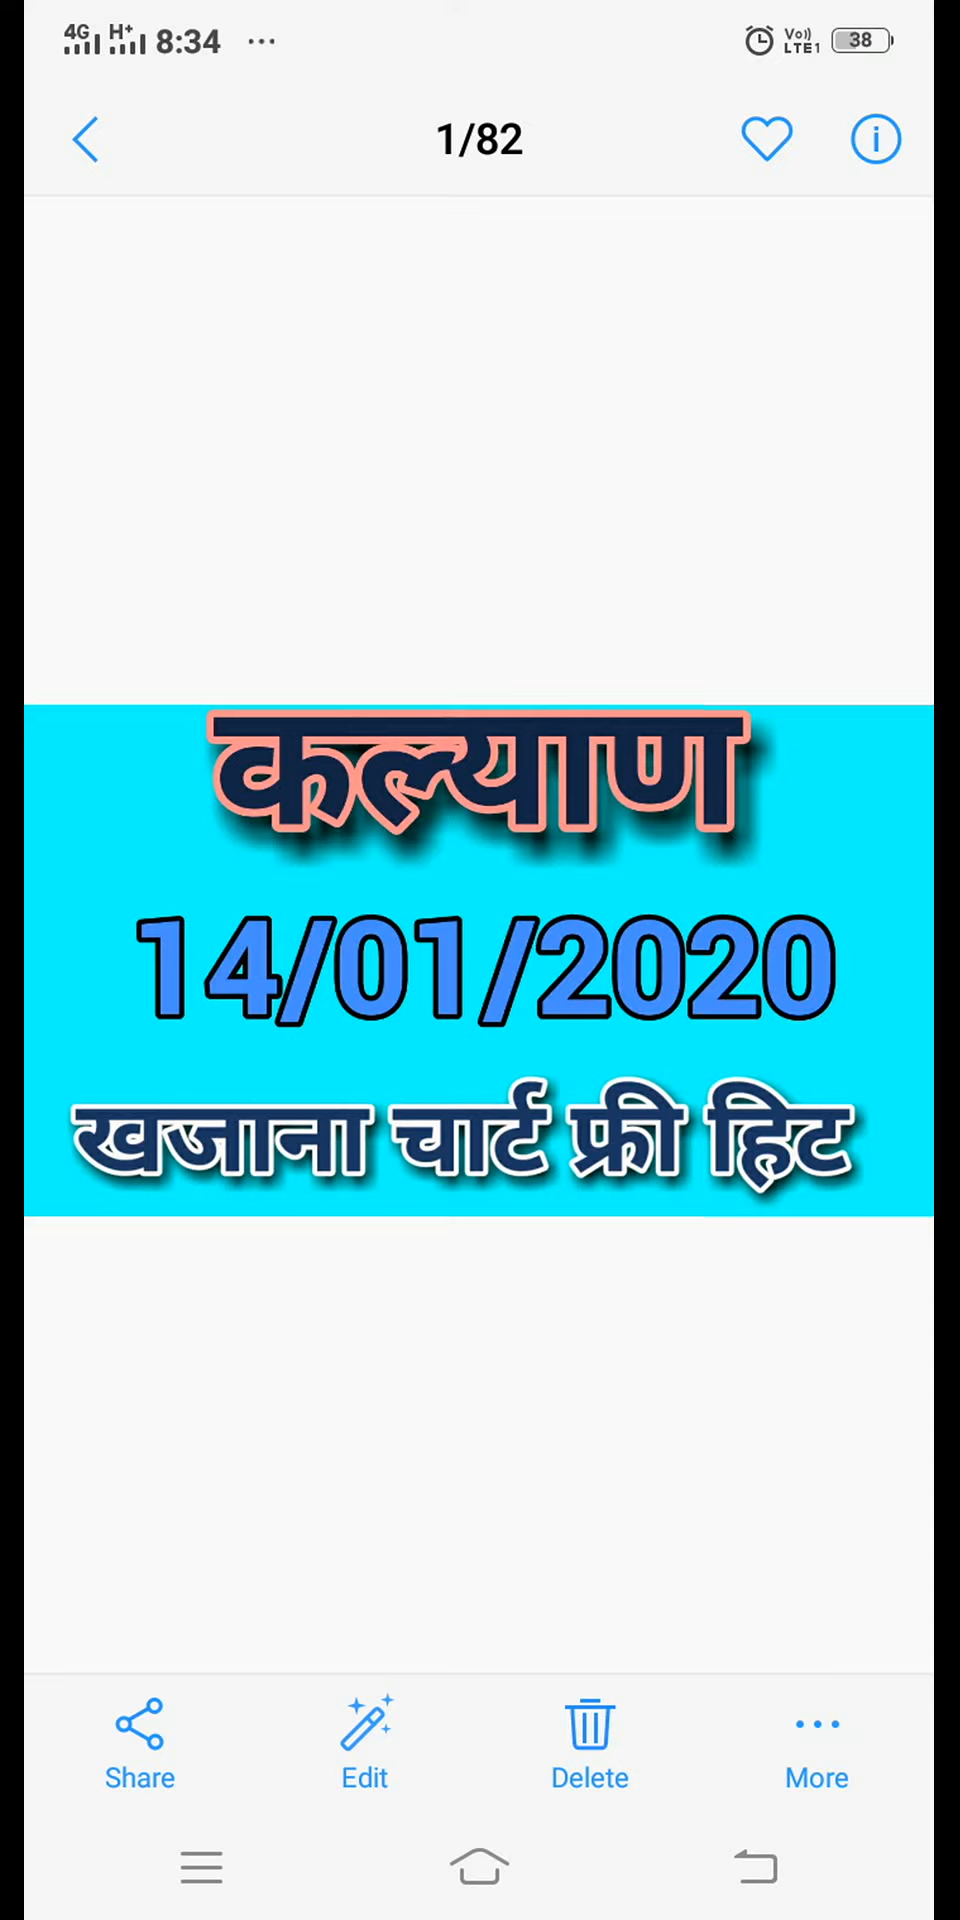 4G H+ 8:34 ... Vo)) LTE1 38
1/82
कल्याण
14/01/2020
खजाना चार्ट फ्री हिट
Share Edit Delete More